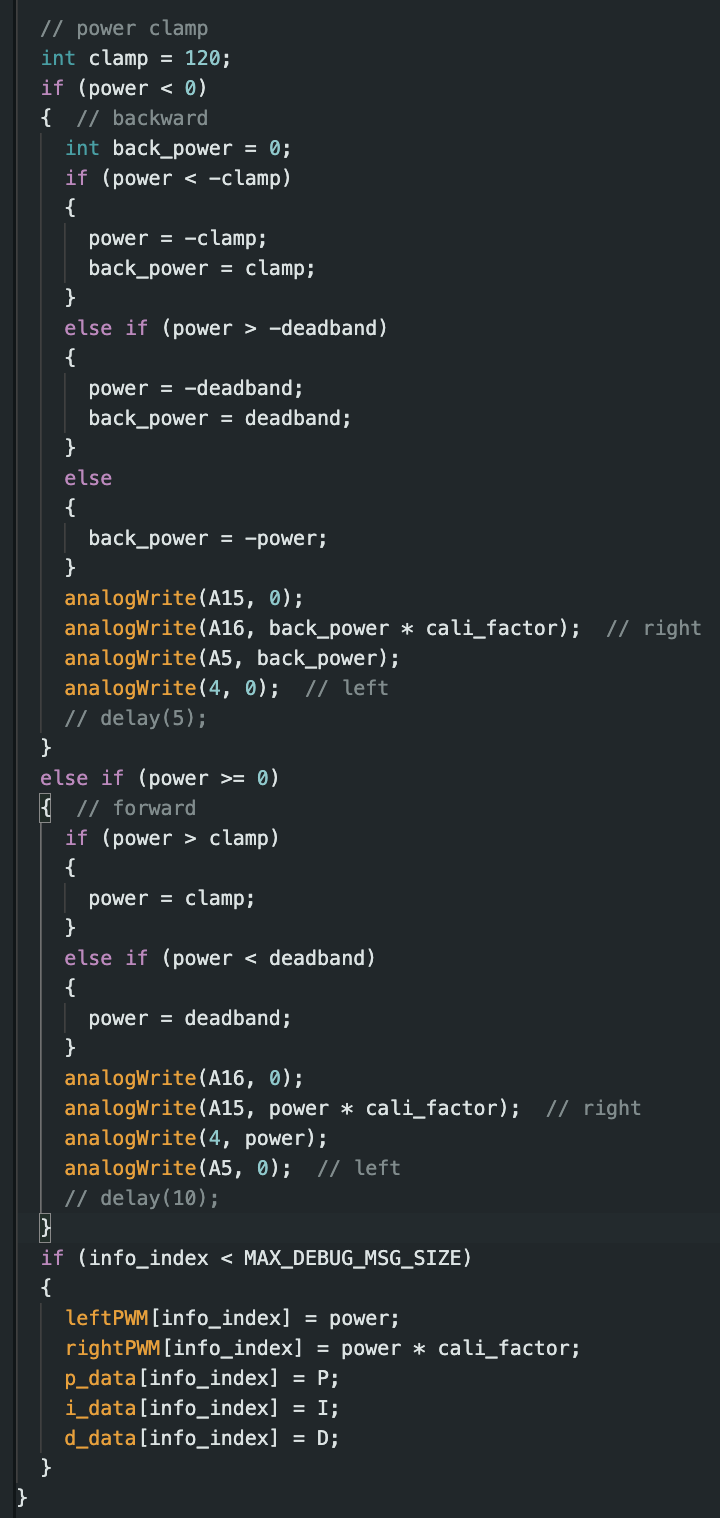 // power clamp
int clamp = 120;
if (power < 0)
{  // backward
int back_power = 0;
if (power < -clamp)
{
power = -clamp;
back_power = clamp;
}
else if (power > -deadband)
{
power = -deadband;
back_power = deadband;
}
else
{
back_power = -power;
}
analogWrite(A15, 0);
analogWrite(A16, back_power * cali_factor);  // right
analogWrite(A5, back_power);
analogWrite(4, 0);  // left
// delay(5);
}
else if (power >= 0)
{  // forward
if (power > clamp)
{
power = clamp;
}
else if (power < deadband)
{
power = deadband;
}
analogWrite(A16, 0);
analogWrite(A15, power * cali_factor);  // right
analogWrite(4, power);
analogWrite(A5, 0);  // left
// delay(10);
}
if (info_index < MAX_DEBUG_MSG_SIZE)
{
leftPWM[info_index] = power;
rightPWM[info_index] = power * cali_factor;
p_data[info_index] = P;
i_data[info_index] = I;
d_data[info_index] = D;
}
}